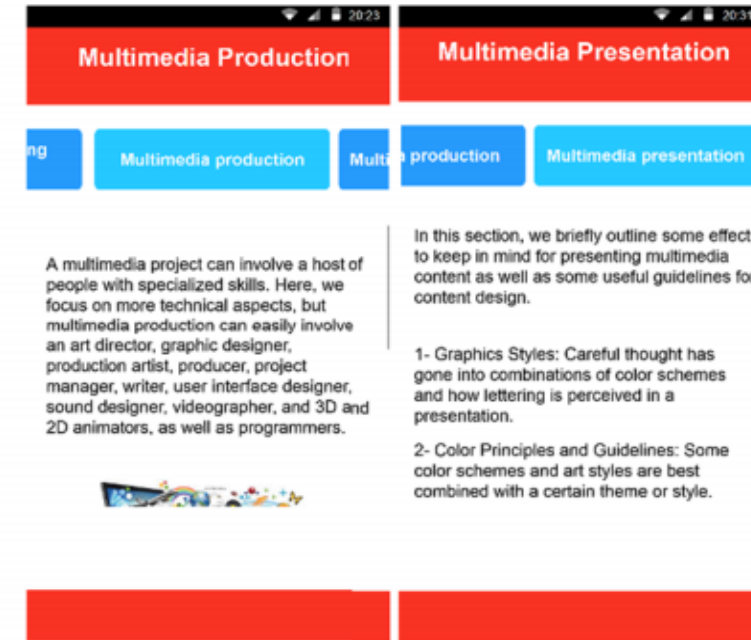 20:23
Multimedia Production
ng
Multimedia production
Multi
A multimedia project can involve a host of
people with specialized skills. Here, we
focus on more technical aspects, but
multimedia production can easily involve
an art director, graphic designer,
production artist, producer, project
manager, writer, user interface designer,
sound designer, videographer, and 3D and
2D animators, as well as programmers.
20:31
Multimedia Presentation
production
Multimedia presentation
In this section, we briefly outline some effect
to keep in mind for presenting multimedia
content as well as some useful guidelines for
content design.
1- Graphics Styles: Careful thought has
gone into combinations of color schemes
and how lettering is perceived in a
presentation.
2- Color Principles and Guidelines: Some
color schemes and art styles are best
combined with a certain theme or style.